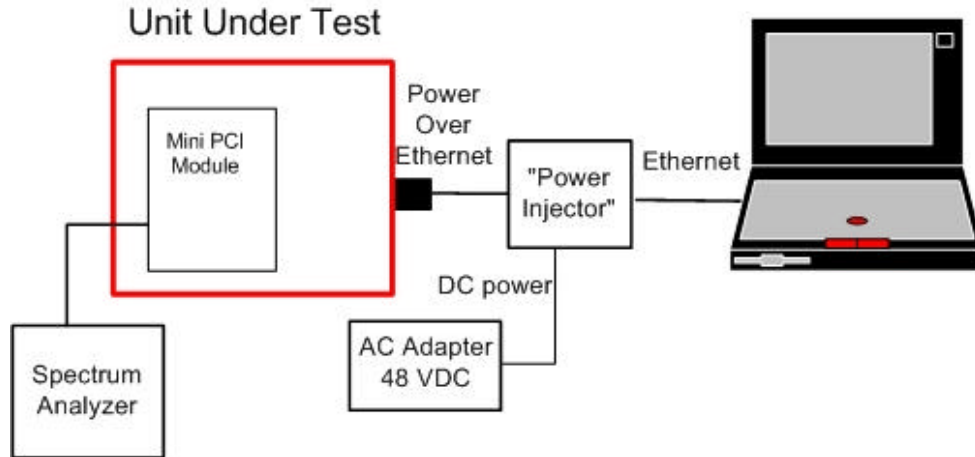 Unit Under Test
Mini PCI
Module
Power
Over
Ethernet
"Power
Injector"
Ethernet
DC power
AC Adapter
48 VDC
Spectrum
Analyzer